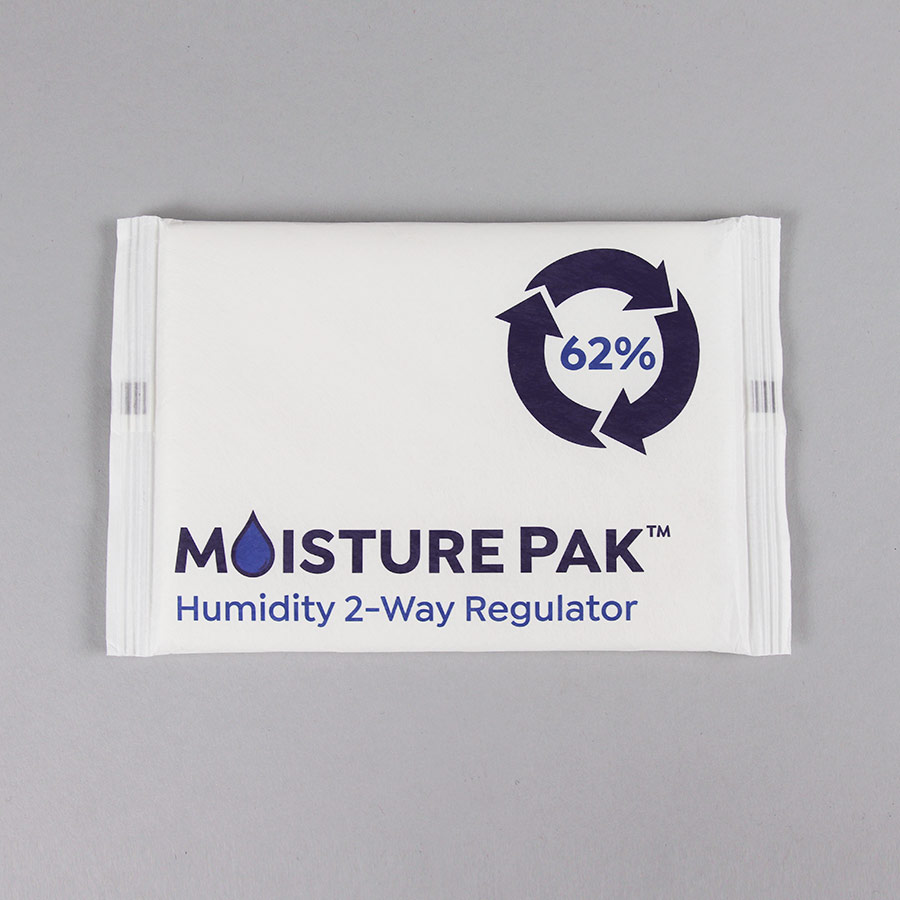 62%
MOISTURE PAK™
Humidity 2-Way Regulator